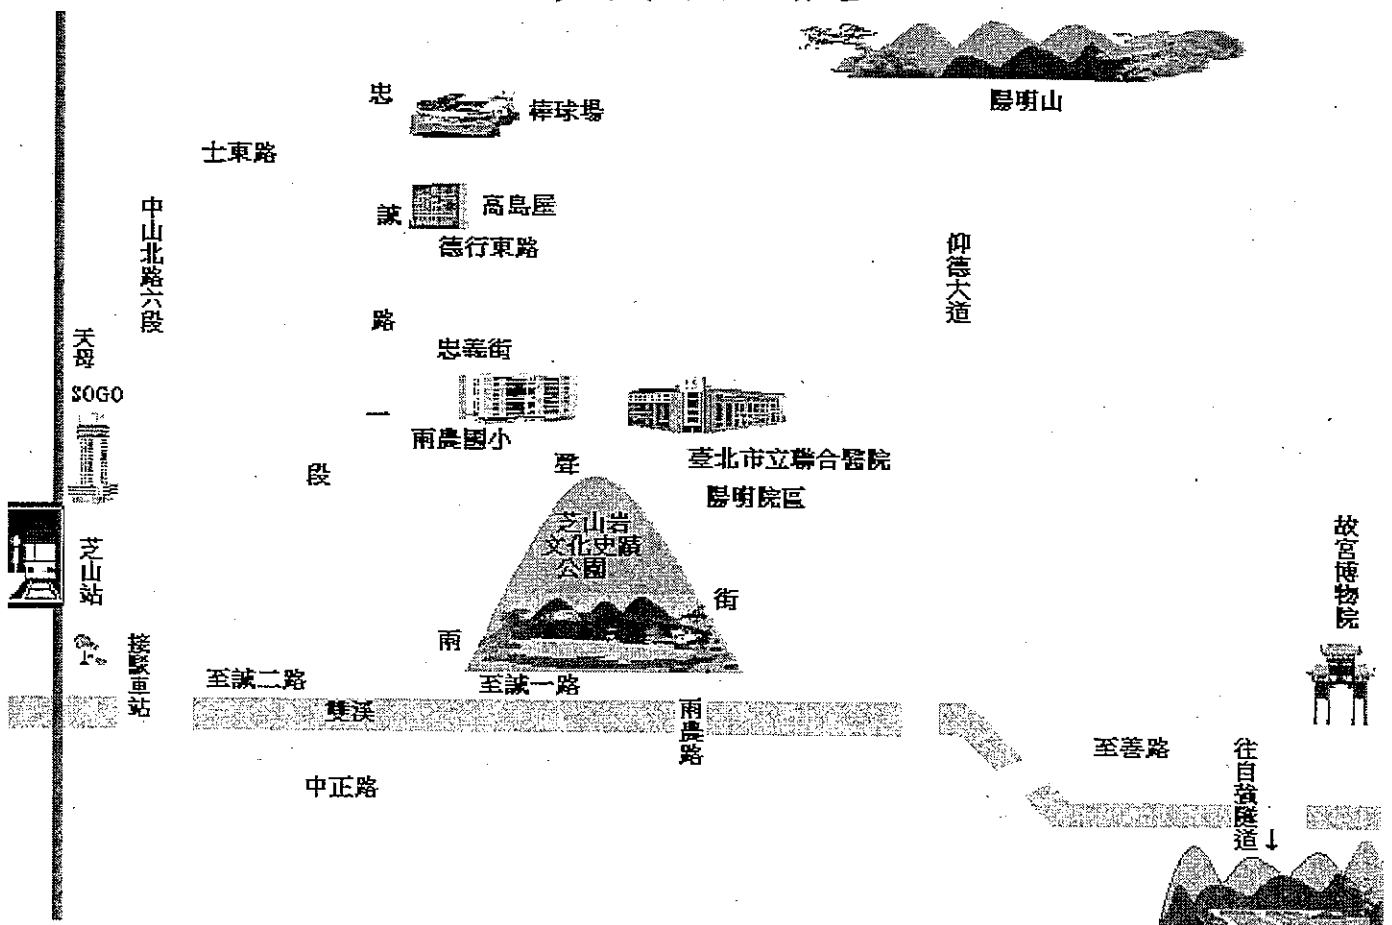 陽明山
忠
棒球場
士東路
中山北路六段
誠
高島屋
德行東路
仰德大道
路
天母
SOGO
忠義街
一
雨農國小
臺北市立聯合醫院
陽明院區
段
聲
芝山岩
文化史蹟
公園
街
雨
芝山站
接駁車站
故宮博物院
至誠二路
至誠一路
雙溪
雨農路
中正路
至善路
往自強隧道↓